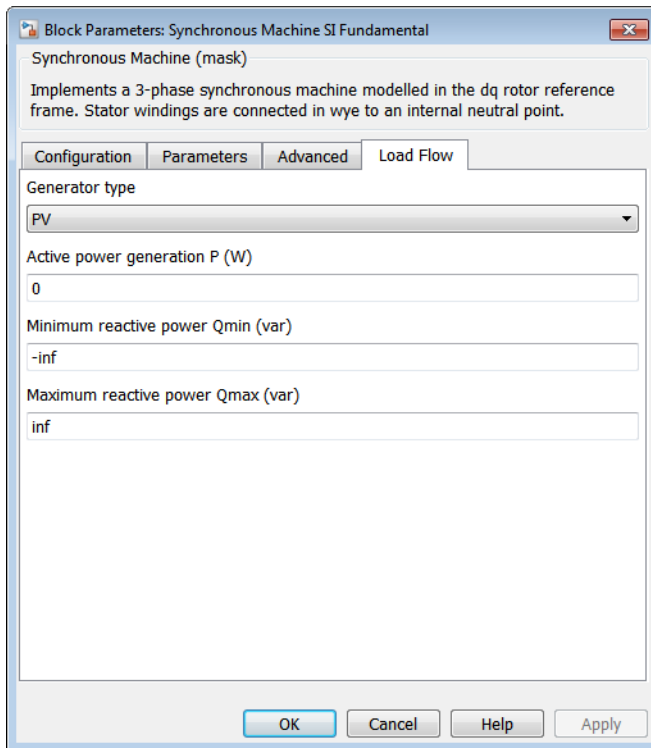 Block Parameters: Synchronous Machine SI Fundamental
Synchronous Machine (mask)
Implements a 3-phase synchronous machine modelled in the dq rotor reference
frame. Stator windings are connected in wye to an internal neutral point.
Configuration Parameters Advanced Load Flow
Generator type
PV
Active power generation P (W)
0
Minimum reactive power Qmin (var)
-inf
Maximum reactive power Qmax (var)
inf
OK Cancel Help Apply